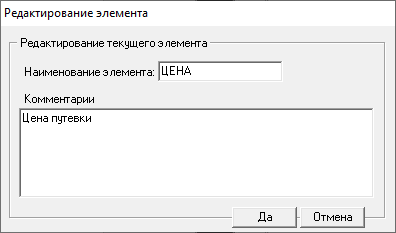 Редактирование элемента
Редактирование текущего элемента
Наименование элемента: ЦЕНА
Комментарии
Цена путевки
Да Отмена